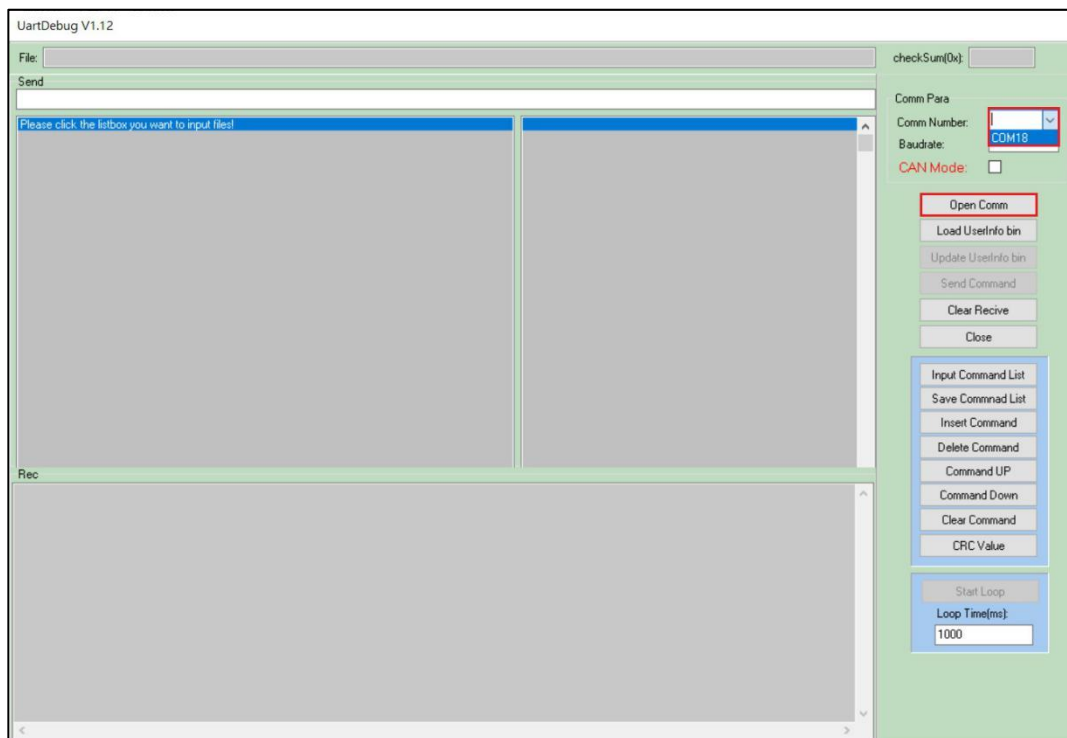 UartDebug V1.12
File:
checkSum(0x):
Send
Please click the listbox you want to input files!
Comm Para
Comm Number:
COM18
Baudrate:
CAN Mode:
Open Comm
Load UserInfo bin
Update UserInfo bin
Send Command
Clear Recive
Close
Input Command List
Save Commnad List
Insert Command
Delete Command
Command UP
Command Down
Clear Command
CRC Value
Start Loop
Loop Time(ms):
1000
Rec